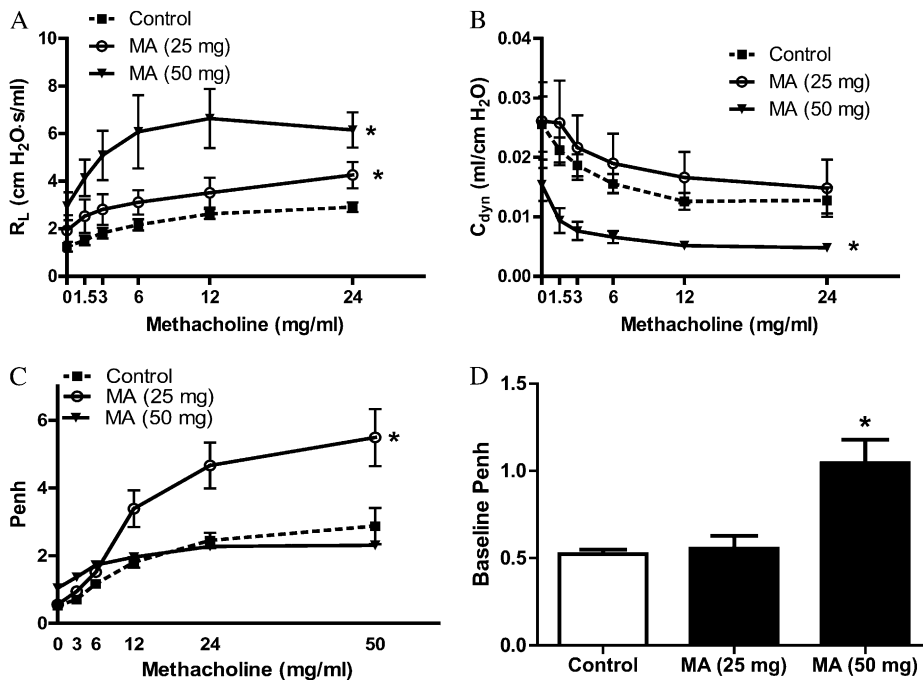 A
Control
MA (25 mg)
MA (50 mg)
10
8
6
4
2
0
R_L (cm H₂O·s/ml)
*
*
0 1.5 3 6 12 24
Methacholine (mg/ml)
B
Control
MA (25 mg)
MA (50 mg)
0.04
0.03
0.02
0.01
0.00
C_dyn (ml/cm H₂O)
*
0 1.5 3 6 12 24
Methacholine (mg/ml)
C
Control
MA (25 mg)
MA (50 mg)
6
4
2
0
Penh
*
0 3 6 12 24 50
Methacholine (mg/ml)
D
1.5
1.0
0.5
0.0
Baseline Penh
*
Control MA (25 mg) MA (50 mg)